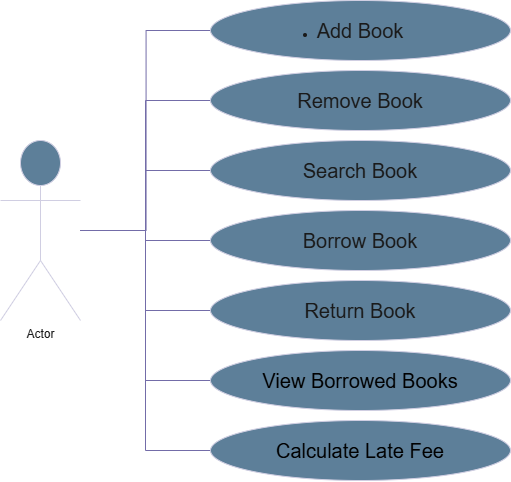 • Add Book
Remove Book
Search Book
Borrow Book
Actor
Return Book
View Borrowed Books
Calculate Late Fee